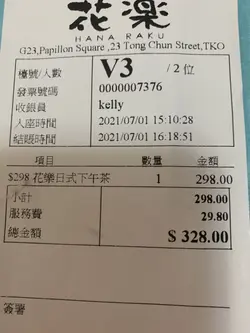 花楽
HANA RAKU
G23,Papillon Square ,23 Tong Chun Street,TKO
檯號/人數 V3 / 2 位
發票號碼 0000007376
收銀員 kelly
入座時間 2021/07/01 15:10:28
結賬時間 2021/07/01 16:18:51
項目 數量 金額
$298 花樂日式下午茶 1 298.00
小計 298.00
服務費 29.80
總金額 $ 328.00
簽署